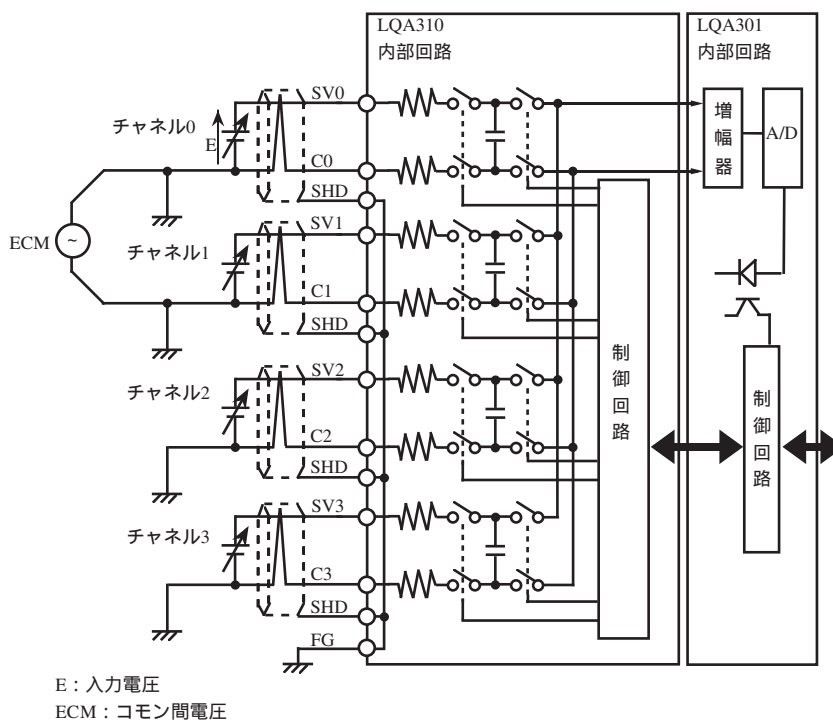 LQA310
内部回路
LQA301
内部回路
SV0
チャネル0
E
C0
SHD
増幅器
A/D
ECM
~
SV1
チャネル1
C1
SHD
SV2
チャネル2
C2
SHD
制御回路
制御回路
SV3
チャネル3
C3
SHD
FG
E：入力電圧
ECM：コモン間電圧